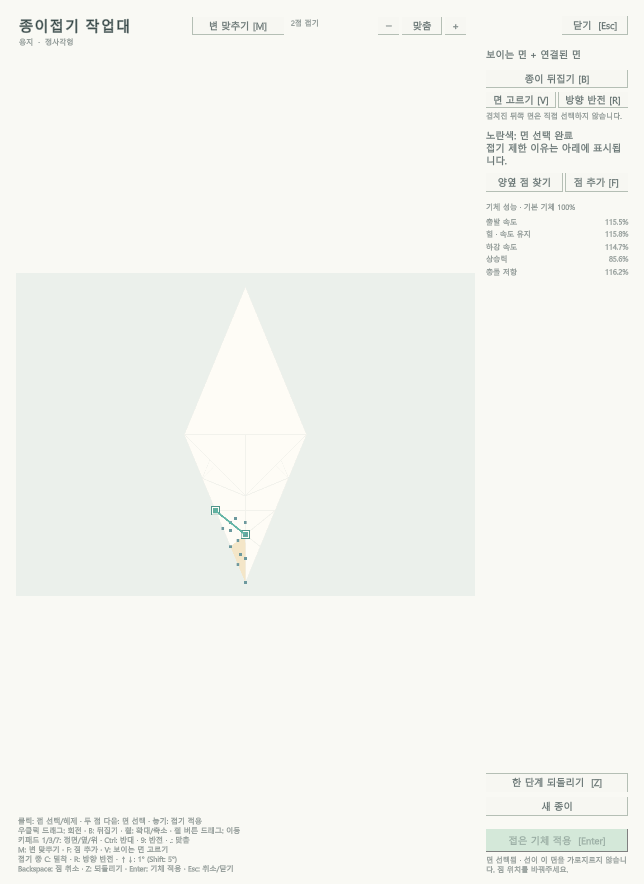 종이접기 작업대
용지 · 정사각형
변 맞추기 [M]
2점 접기
−
맞춤
+
닫기 [Esc]
보이는 면 + 연결된 면
종이 뒤집기 [B]
면 고르기 [V]
방향 반전 [R]
겹쳐진 뒤쪽 면은 직접 선택하지 않습니다.
노란색: 면 선택 완료
접기 제한 이유는 아래에 표시됩
니다.
양옆 점 찾기
점 추가 [F]
기체 성능 · 기본 기체 100%
출발 속도 115.5%
힘 · 속도 유지 115.8%
하강 속도 114.7%
상승력 85.6%
충돌 저항 116.2%
한 단계 되돌리기 [Z]
새 종이
접은 기체 적용 [Enter]
면 선택됨 · 선이 이 면을 가로지르지 않습니
다. 점 위치를 바꿔주세요.
클릭: 점 선택/해제 · 두 점 다음: 면 선택 · 놓기: 접기 적용
우클릭 드래그: 회전 · B: 뒤집기 · 휠: 확대/축소 · 휠 버튼 드래그: 이동
키패드 1/3/7: 정면/옆/위 · Ctrl: 반대 · 9: 반전 · .: 맞춤
M: 변 맞추기 · F: 점 추가 · V: 보이는 면 고르기
접기 중 C: 밀착 · R: 방향 반전 · ↑↓: 1° (Shift: 5°)
Backspace: 점 취소 · Z: 되돌리기 · Enter: 기체 적용 · Esc: 취소/닫기